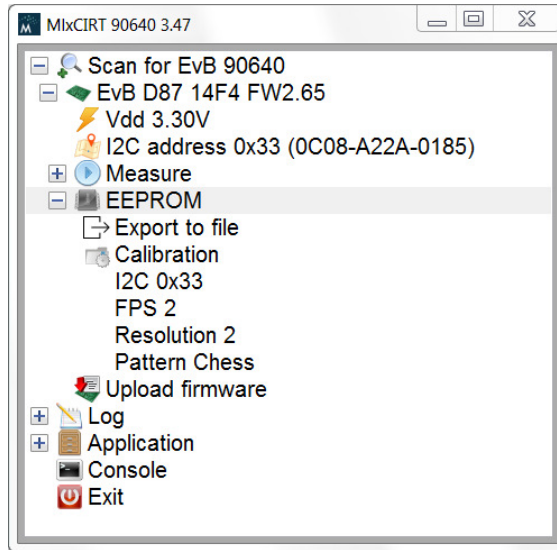 MlxCIRT 90640 3.47
Scan for EvB 90640
EvB D87 14F4 FW2.65
Vdd 3.30V
I2C address 0x33 (0C08-A22A-0185)
Measure
EEPROM
Export to file
Calibration
I2C 0x33
FPS 2
Resolution 2
Pattern Chess
Upload firmware
Log
Application
Console
Exit